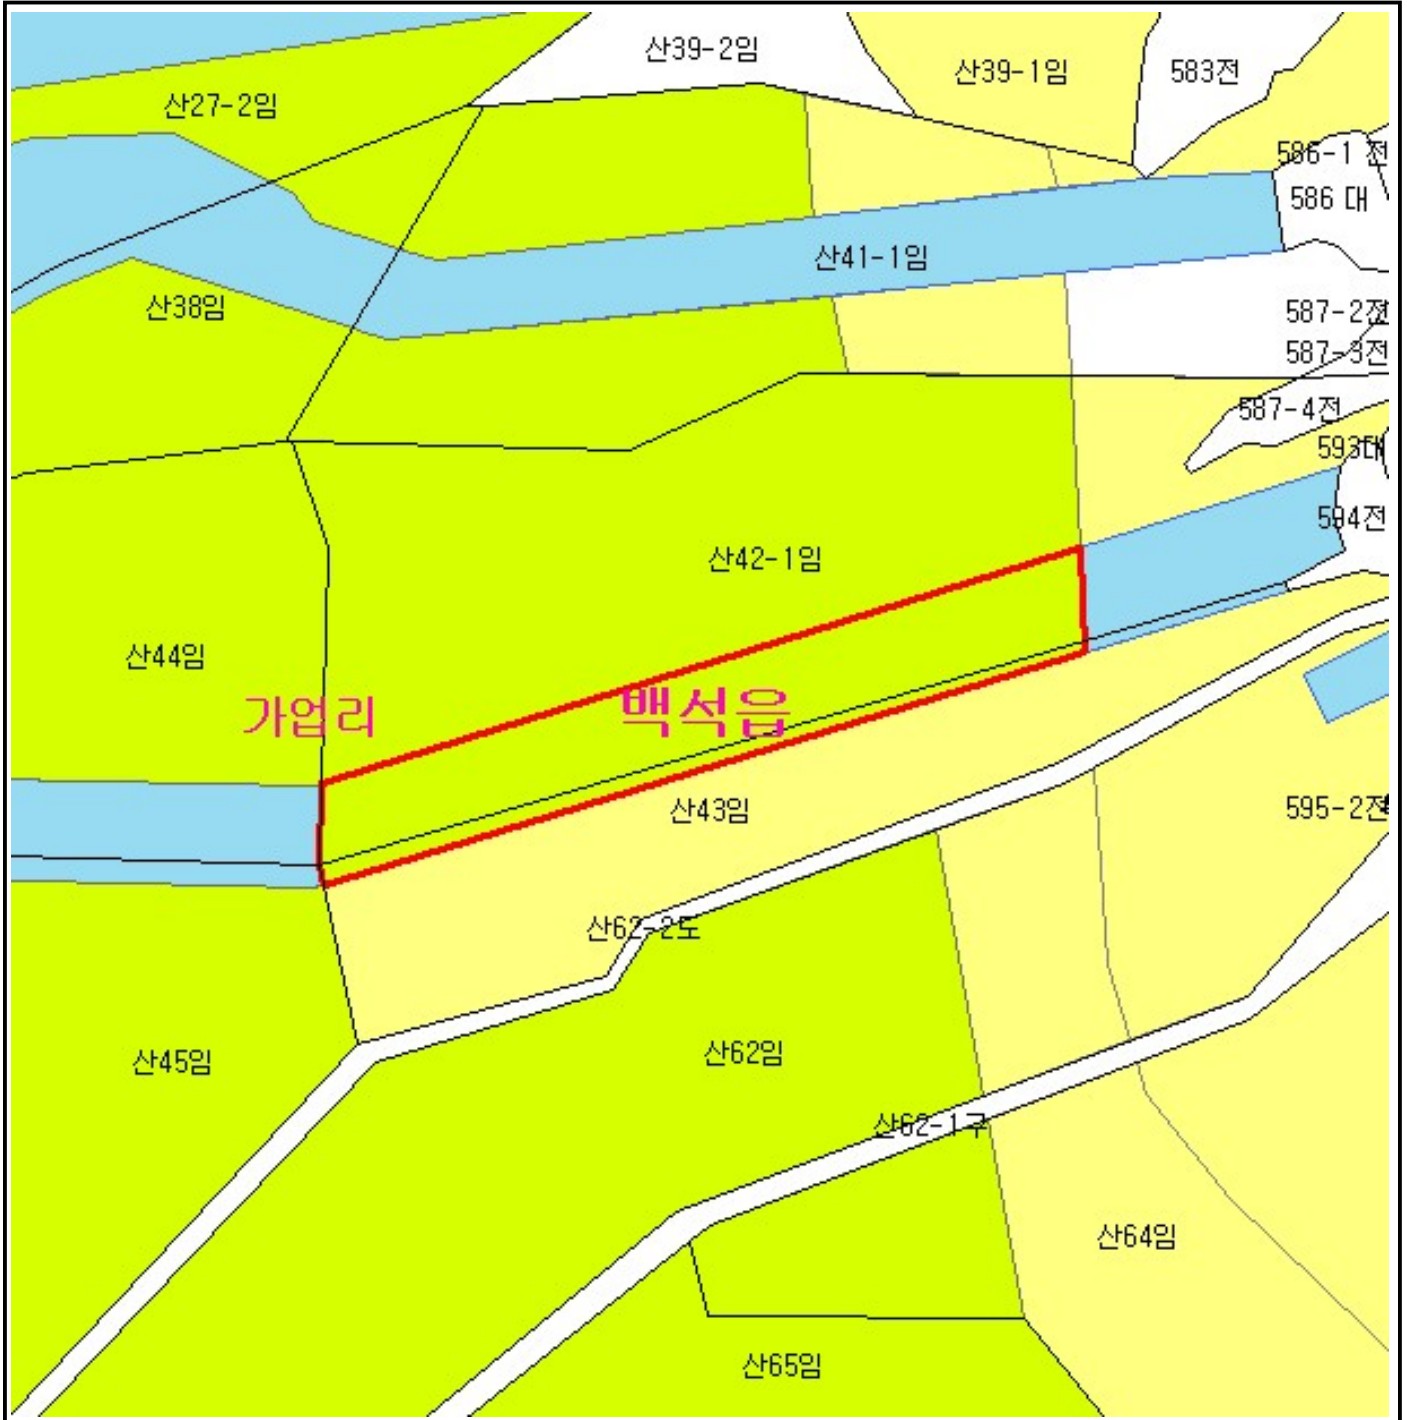 산39-2임
산39-1임
583전
산27-2임
586-1 전
586 대
산41-1임
산38임
587-2전
587-3전
587-4전
593대
594전
산42-1임
산44임
가업리
백석읍
산43임
595-2전
산62-2도
산62임
산45임
산62-1구
산64임
산65임